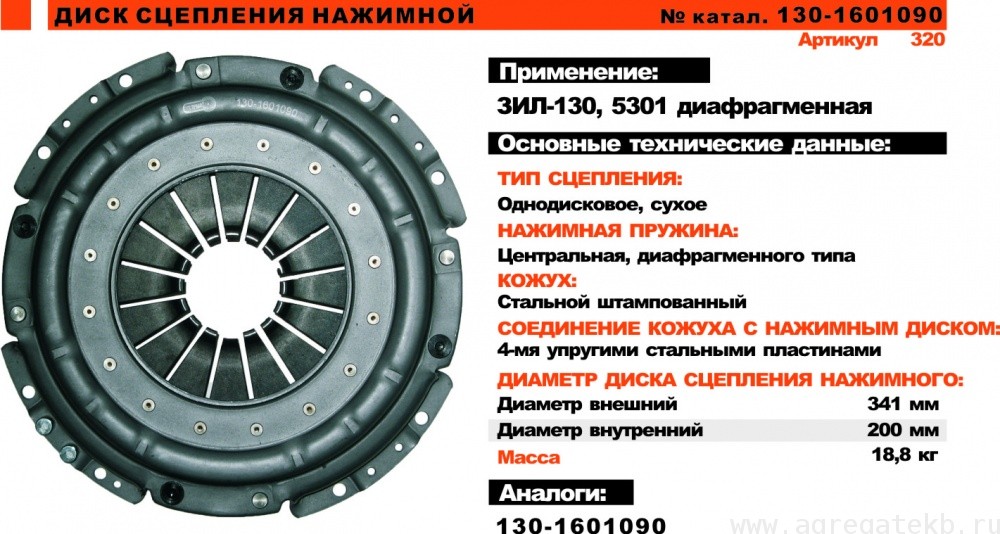 ДИСК СЦЕПЛЕНИЯ НАЖИМНОЙ № катал. 130-1601090
Артикул 320
130-1601090
Применение:
ЗИЛ-130, 5301 диафрагменная
Основные технические данные:
ТИП СЦЕПЛЕНИЯ:
Однодисковое, сухое
НАЖИМНАЯ ПРУЖИНА:
Центральная, диафрагменного типа
КОЖУХ:
Стальной штампованный
СОЕДИНЕНИЕ КОЖУХА С НАЖИМНЫМ ДИСКОМ:
4-мя упругими стальными пластинами
ДИАМЕТР ДИСКА СЦЕПЛЕНИЯ НАЖИМНОГО:
Диаметр внешний 341 мм
Диаметр внутренний 200 мм
Масса 18,8 кг
Аналоги:
130-1601090
www.agregatekb.ru